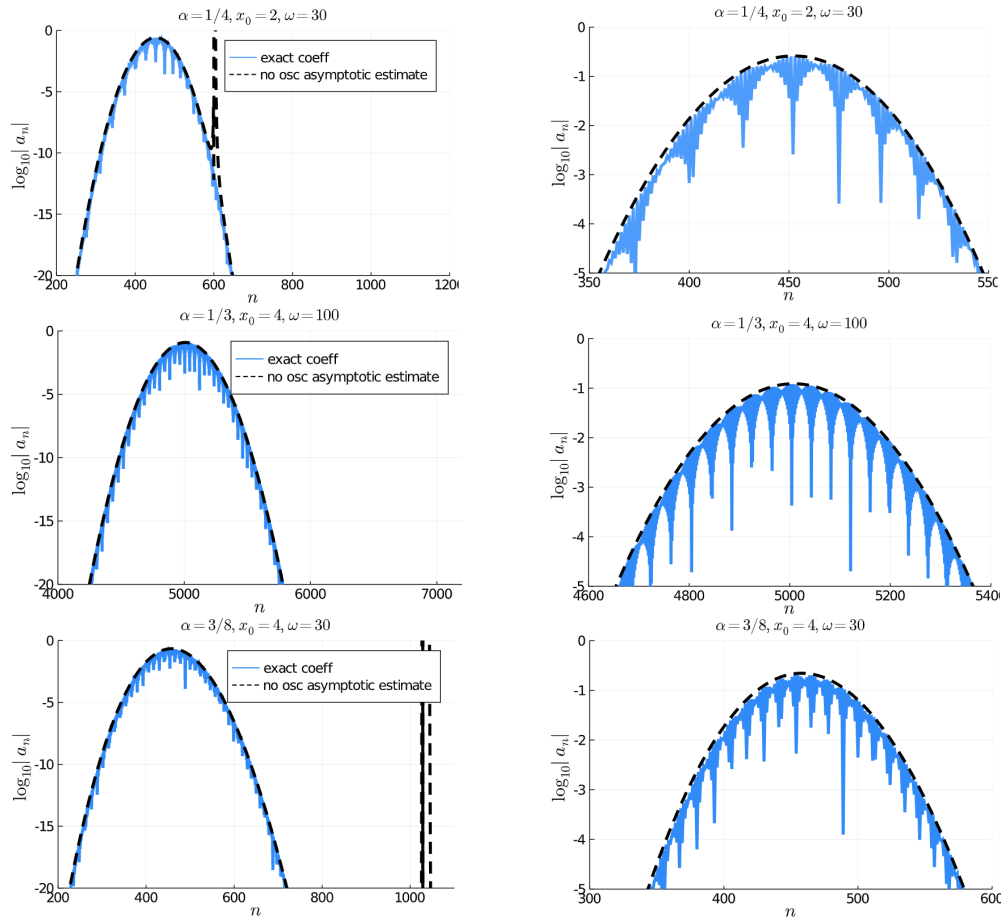 α = 1/4, x₀ = 2, ω = 30
0
-5
-10
-15
-20
log₁₀| aₙ|
exact coeff
no osc asymptotic estimate
200 400 600 800 1000 1200
n
α = 1/4, x₀ = 2, ω = 30
0
-1
-2
-3
-4
-5
log₁₀| aₙ|
350 400 450 500 550
n
α = 1/3, x₀ = 4, ω = 100
0
-5
-10
-15
-20
log₁₀| aₙ|
exact coeff
no osc asymptotic estimate
4000 5000 6000 7000
n
α = 1/3, x₀ = 4, ω = 100
0
-1
-2
-3
-4
-5
log₁₀| aₙ|
4600 4800 5000 5200 5400
n
α = 3/8, x₀ = 4, ω = 30
0
-5
-10
-15
-20
log₁₀| aₙ|
exact coeff
no osc asymptotic estimate
200 400 600 800 1000
n
α = 3/8, x₀ = 4, ω = 30
0
-1
-2
-3
-4
-5
log₁₀| aₙ|
300 400 500 600
n